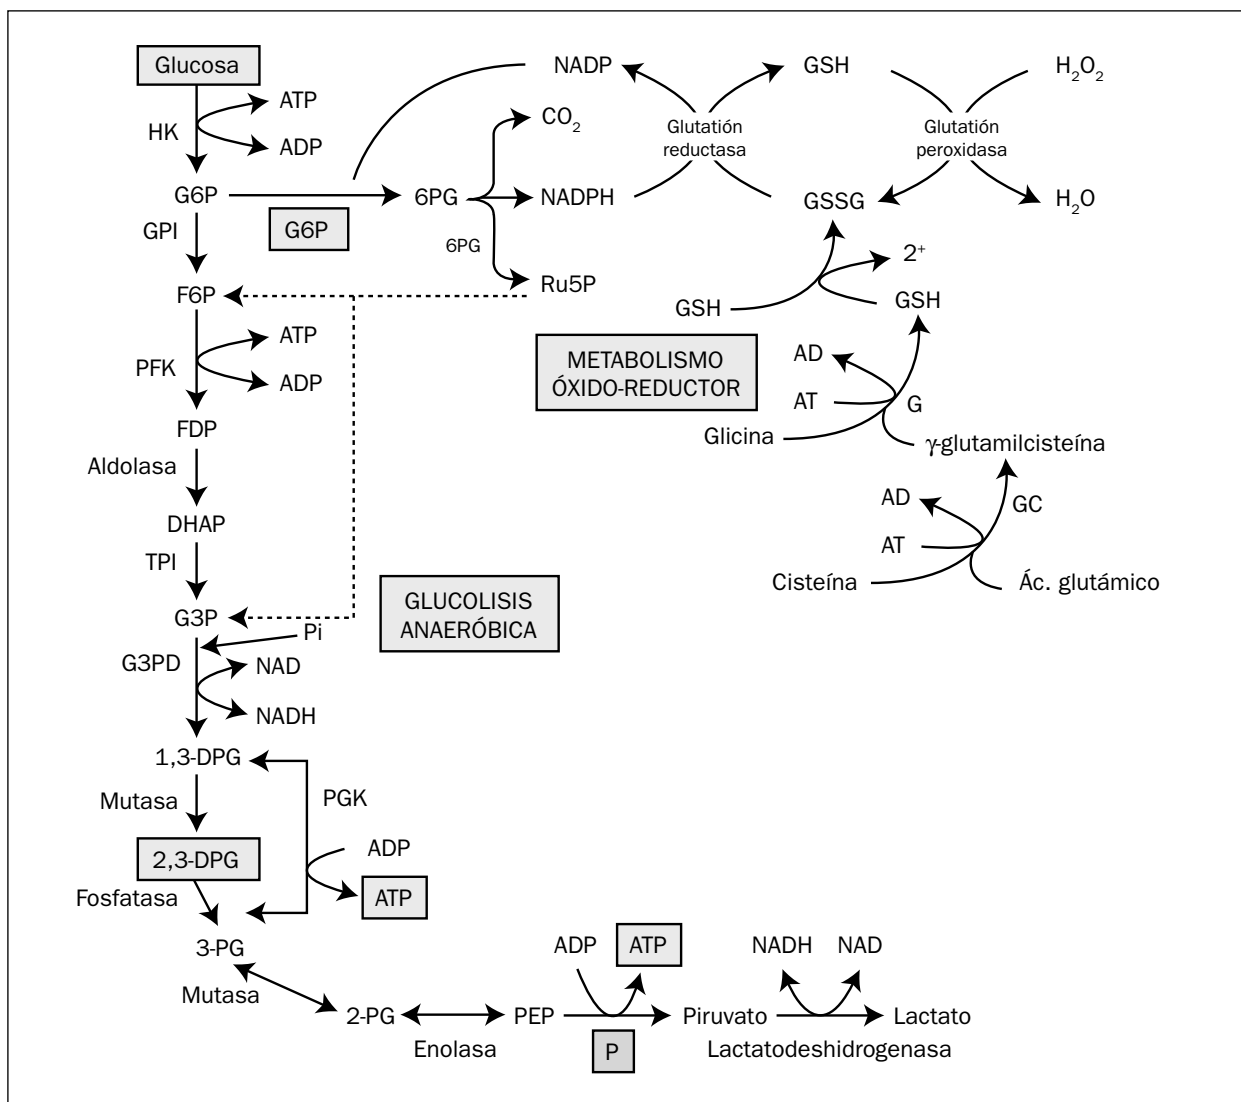 Glucosa
NADP
GSH
H₂O₂
ATP
CO₂
HK
Glutatión
reductasa
Glutatión
peroxidasa
ADP
G6P
6PG
NADPH
GSSG
H₂O
GPI
G6P
6PG
2⁺
F6P
Ru5P
GSH
GSH
ATP
PFK
ADP
METABOLISMO
ÓXIDO-REDUCTOR
AD
AT
G
FDP
Glicina
γ-glutamilcisteína
Aldolasa
AD
GC
DHAP
AT
TPI
Cisteína
Ác. glutámico
GLUCOLISIS
ANAERÓBICA
G3P
Pi
G3PD
NAD
NADH
1,3-DPG
Mutasa
PGK
2,3-DPG
ADP
Fosfatasa
ATP
3-PG
ADP
ATP
NADH
NAD
Mutasa
2-PG
PEP
Piruvato
Lactato
Enolasa
P
Lactatodeshidrogenasa